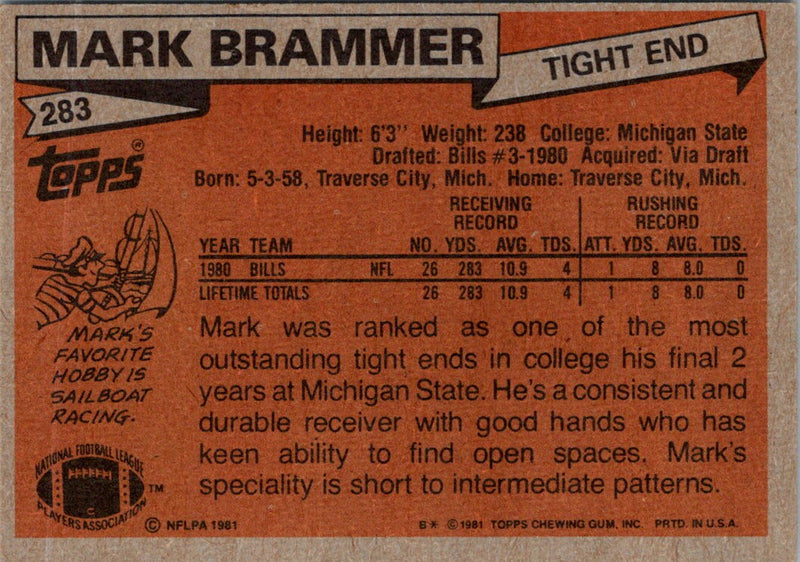 MARK BRAMMER
TIGHT END
283
Topps®
Height: 6'3" Weight: 238 College: Michigan State
Drafted: Bills #3-1980 Acquired: Via Draft
Born: 5-3-58, Traverse City, Mich. Home: Traverse City, Mich.
RECEIVING RECORD RUSHING RECORD
YEAR TEAM NO. YDS. AVG. TDS. ATT. YDS. AVG. TDS.
1980 BILLS NFL 26 283 10.9 4 1 8 8.0 0
LIFETIME TOTALS 26 283 10.9 4 1 8 8.0 0
MARK'S
FAVORITE
HOBBY IS
SAILBOAT
RACING.
Mark was ranked as one of the most
outstanding tight ends in college his final 2
years at Michigan State. He's a consistent and
durable receiver with good hands who has
keen ability to find open spaces. Mark's
speciality is short to intermediate patterns.
NATIONAL FOOTBALL LEAGUE
PLAYERS ASSOCIATION
TM
© NFLPA 1981
B* © 1981 TOPPS CHEWING GUM, INC. PRTD. IN U.S.A.